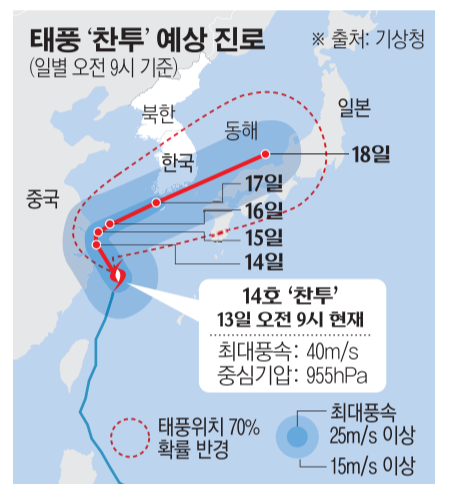 태풍 ‘찬투’ 예상 진로
(일별 오전 9시 기준)
※ 출처: 기상청
북한
일본
동해
한국
18일
중국
17일
16일
15일
14일
14호 ‘찬투’
13일 오전 9시 현재
최대풍속: 40m/s
중심기압: 955hPa
태풍위치 70%
확률 반경
최대풍속
25m/s 이상
15m/s 이상